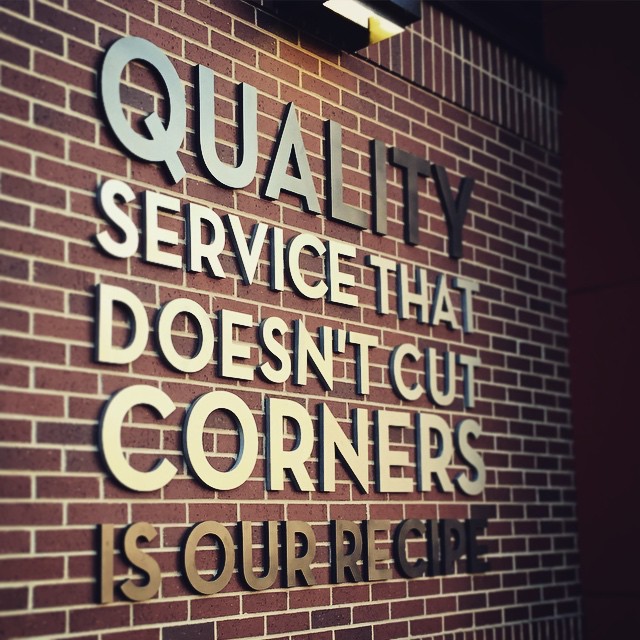 QUALITY
SERVICE THAT
DOESN'T CUT
CORNERS
IS OUR RECIPE